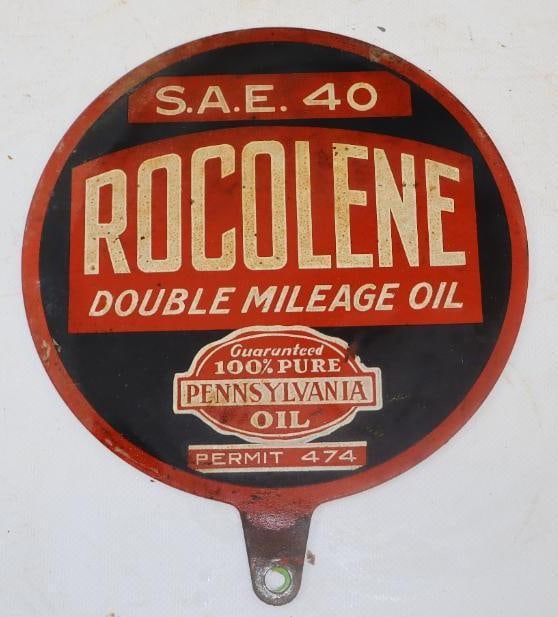 S.A.E. 40
ROCOLENE
DOUBLE MILEAGE OIL
Guaranteed
100% PURE
PENNSYLVANIA
OIL
PERMIT 474